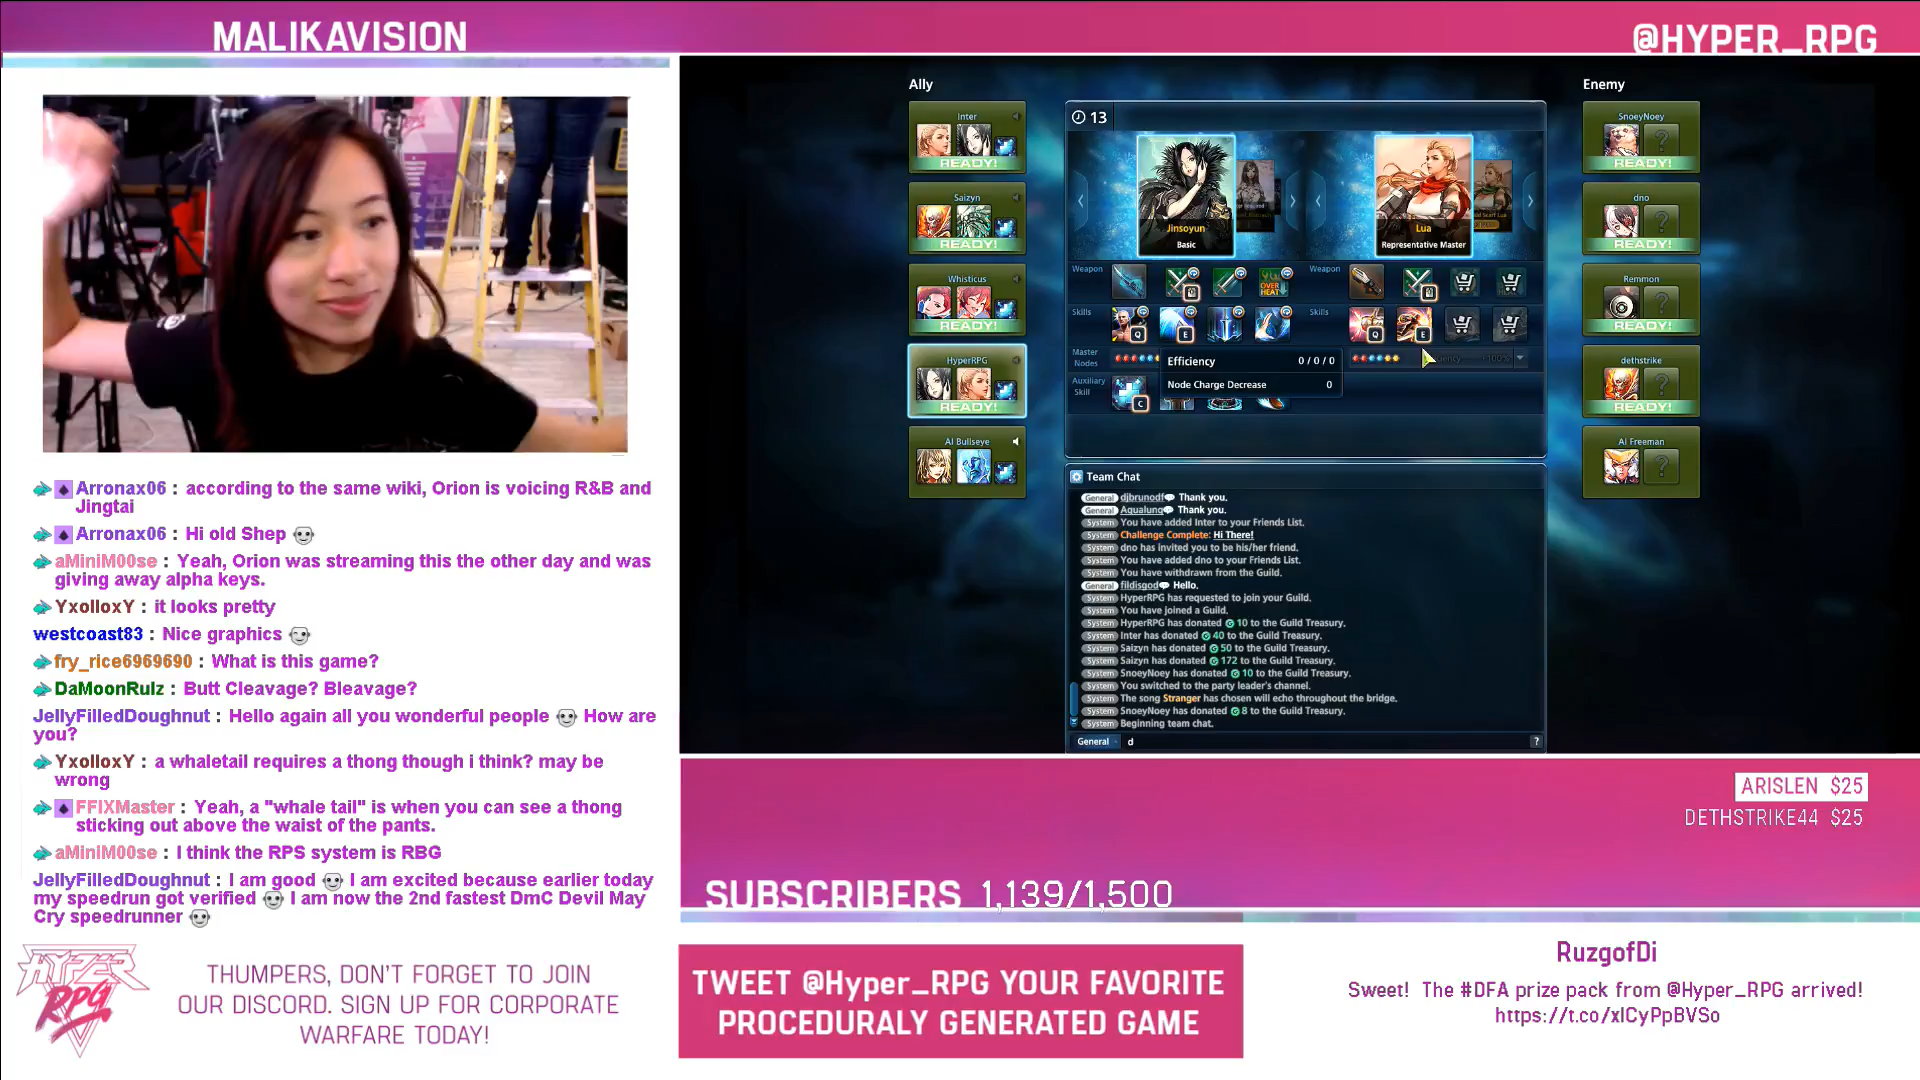 MALIKAVISION
@HYPER_RPG
Arronax06 : according to the same wiki, Orion is voicing R&B and
Jingtai
Arronax06 : Hi old Shep
aMiniM00se : Yeah, Orion was streaming this the other day and was
giving away alpha keys.
YxolloxY : it looks pretty
westcoast83 : Nice graphics
fry_rice6969690 : What is this game?
DaMoonRulz : Butt Cleavage? Bleavage?
JellyFilledDoughnut : Hello again all you wonderful people How are
you?
YxolloxY : a whaletail requires a thong though i think? may be
wrong
FFIXMaster : Yeah, a "whale tail" is when you can see a thong
sticking out above the waist of the pants.
aMiniM00se : I think the RPS system is RBG
JellyFilledDoughnut : I am good I am excited because earlier today
my speedrun got verified I am now the 2nd fastest DmC Devil May
Cry speedrunner
Ally
Inter
READY!
Saizyn
READY!
Whisticus
READY!
HyperRPG
READY!
AI Bullseye
13
Jinsoyun
Basic
Lua
Representative Master
Weapon
OVER
HEAT
Weapon
Skills
Q
E
Skills
Q
E
Master
Nodes
Efficiency 0 / 0 / 0
Node Charge Decrease 0
Auxiliary
Skill
C
Enemy
SnoeyNoey
READY!
dno
READY!
Remmon
READY!
dethstrike
READY!
AI Freeman
Team Chat
General djbrunodf Thank you.
General Aqualung Thank you.
System You have added Inter to your Friends List.
System Challenge Complete: Hi There!
System dno has invited you to be his/her friend.
System You have added dno to your Friends List.
System You have withdrawn from the Guild.
General fildisgod Hello.
System HyperRPG has requested to join your Guild.
System You have joined a Guild.
System HyperRPG has donated 10 to the Guild Treasury.
System Inter has donated 40 to the Guild Treasury.
System Saizyn has donated 50 to the Guild Treasury.
System Saizyn has donated 172 to the Guild Treasury.
System SnoeyNoey has donated 10 to the Guild Treasury.
System You switched to the party leader's channel.
System The song Stranger has chosen will echo throughout the bridge.
System SnoeyNoey has donated 8 to the Guild Treasury.
System Beginning team chat.
General d
?
ARISLEN $25
DETHSTRIKE44 $25
SUBSCRIBERS 1,139/1,500
HYPER
RPG
THUMPERS, DON'T FORGET TO JOIN
OUR DISCORD. SIGN UP FOR CORPORATE
WARFARE TODAY!
TWEET @Hyper_RPG YOUR FAVORITE
PROCEDURALY GENERATED GAME
RuzgofDi
Sweet! The #DFA prize pack from @Hyper_RPG arrived!
https://t.co/xlCyPpBVSo